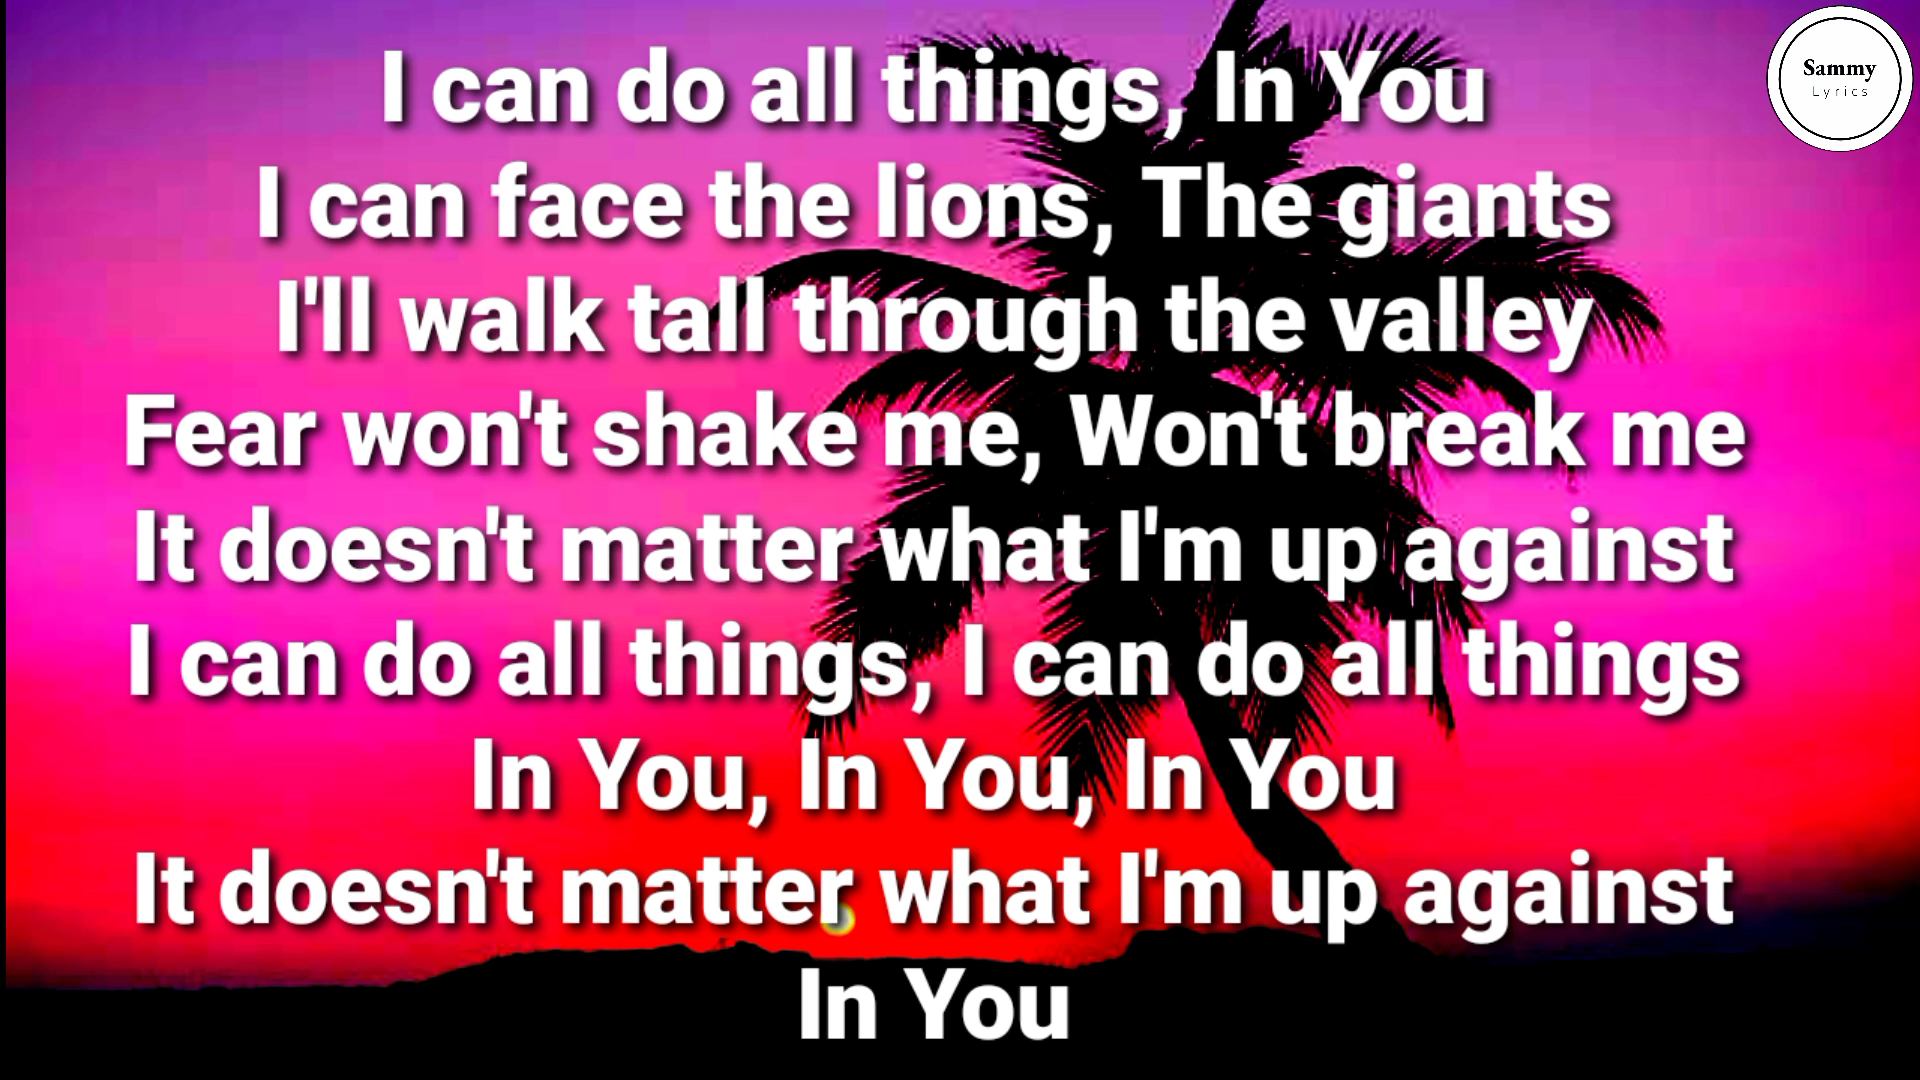 I can do all things, In You
I can face the lions, The giants
I'll walk tall through the valley
Fear won't shake me, Won't break me
It doesn't matter what I'm up against
I can do all things, I can do all things
In You, In You, In You
It doesn't matter what I'm up against
In You
Sammy
Lyrics